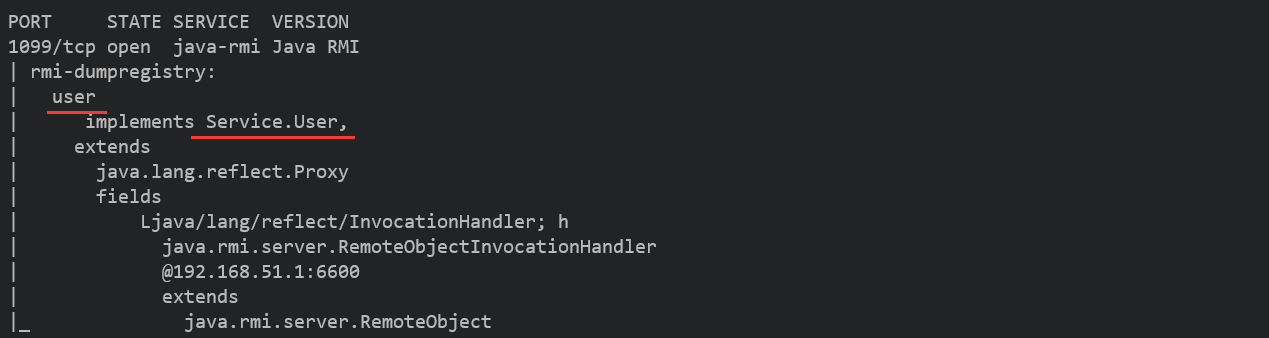 PORT     STATE SERVICE  VERSION
1099/tcp open  java-rmi Java RMI
| rmi-dumpregistry:
|   user
|      implements Service.User,
|     extends
|       java.lang.reflect.Proxy
|       fields
|           Ljava/lang/reflect/InvocationHandler; h
|             java.rmi.server.RemoteObjectInvocationHandler
|             @192.168.51.1:6600
|             extends
|_              java.rmi.server.RemoteObject